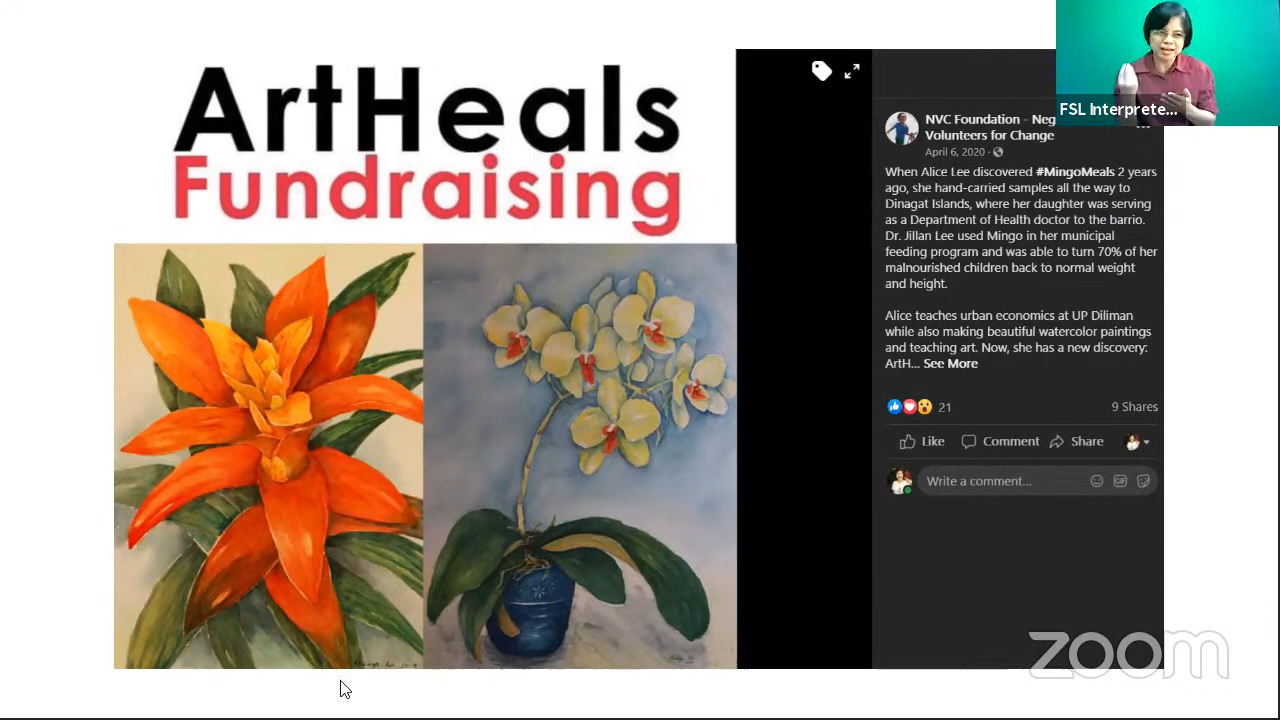 ArtHeals
Fundraising
FSL Interprete...
NVC Foundation - Neg
Volunteers for Change
April 6, 2020 ·
When Alice Lee discovered #MingoMeals 2 years
ago, she hand-carried samples all the way to
Dinagat Islands, where her daughter was serving
as a Department of Health doctor to the barrio.
Dr. Jillan Lee used Mingo in her municipal
feeding program and was able to turn 70% of her
malnourished children back to normal weight
and height.
Alice teaches urban economics at UP Diliman
while also making beautiful watercolor paintings
and teaching art. Now, she has a new discovery:
ArtH... See More
21
9 Shares
Like Comment Share
Write a comment...
GIF
zoom